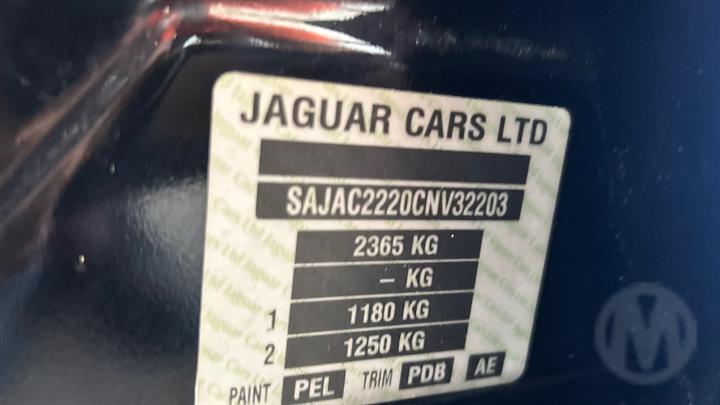 JAGUAR CARS LTD
SAJAC2220CNV32203
2365 KG
– KG
1 1180 KG
2 1250 KG
PAINT PEL TRIM PDB AE
M